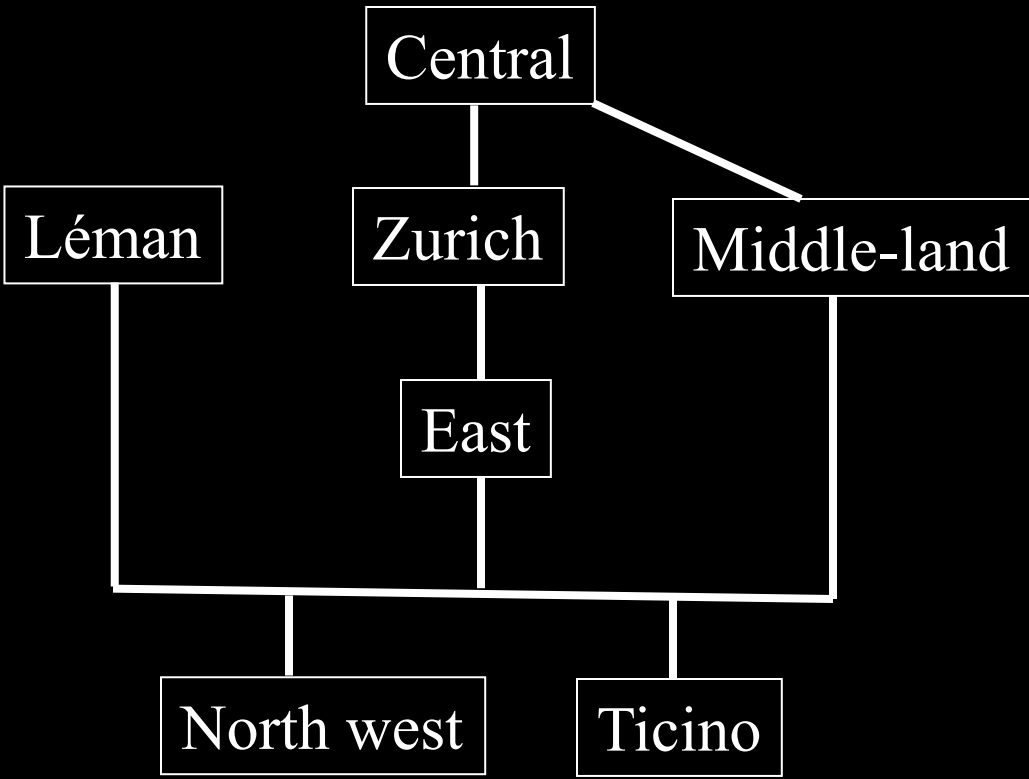 Central
Léman
Zurich
Middle-land
East
North west
Ticino